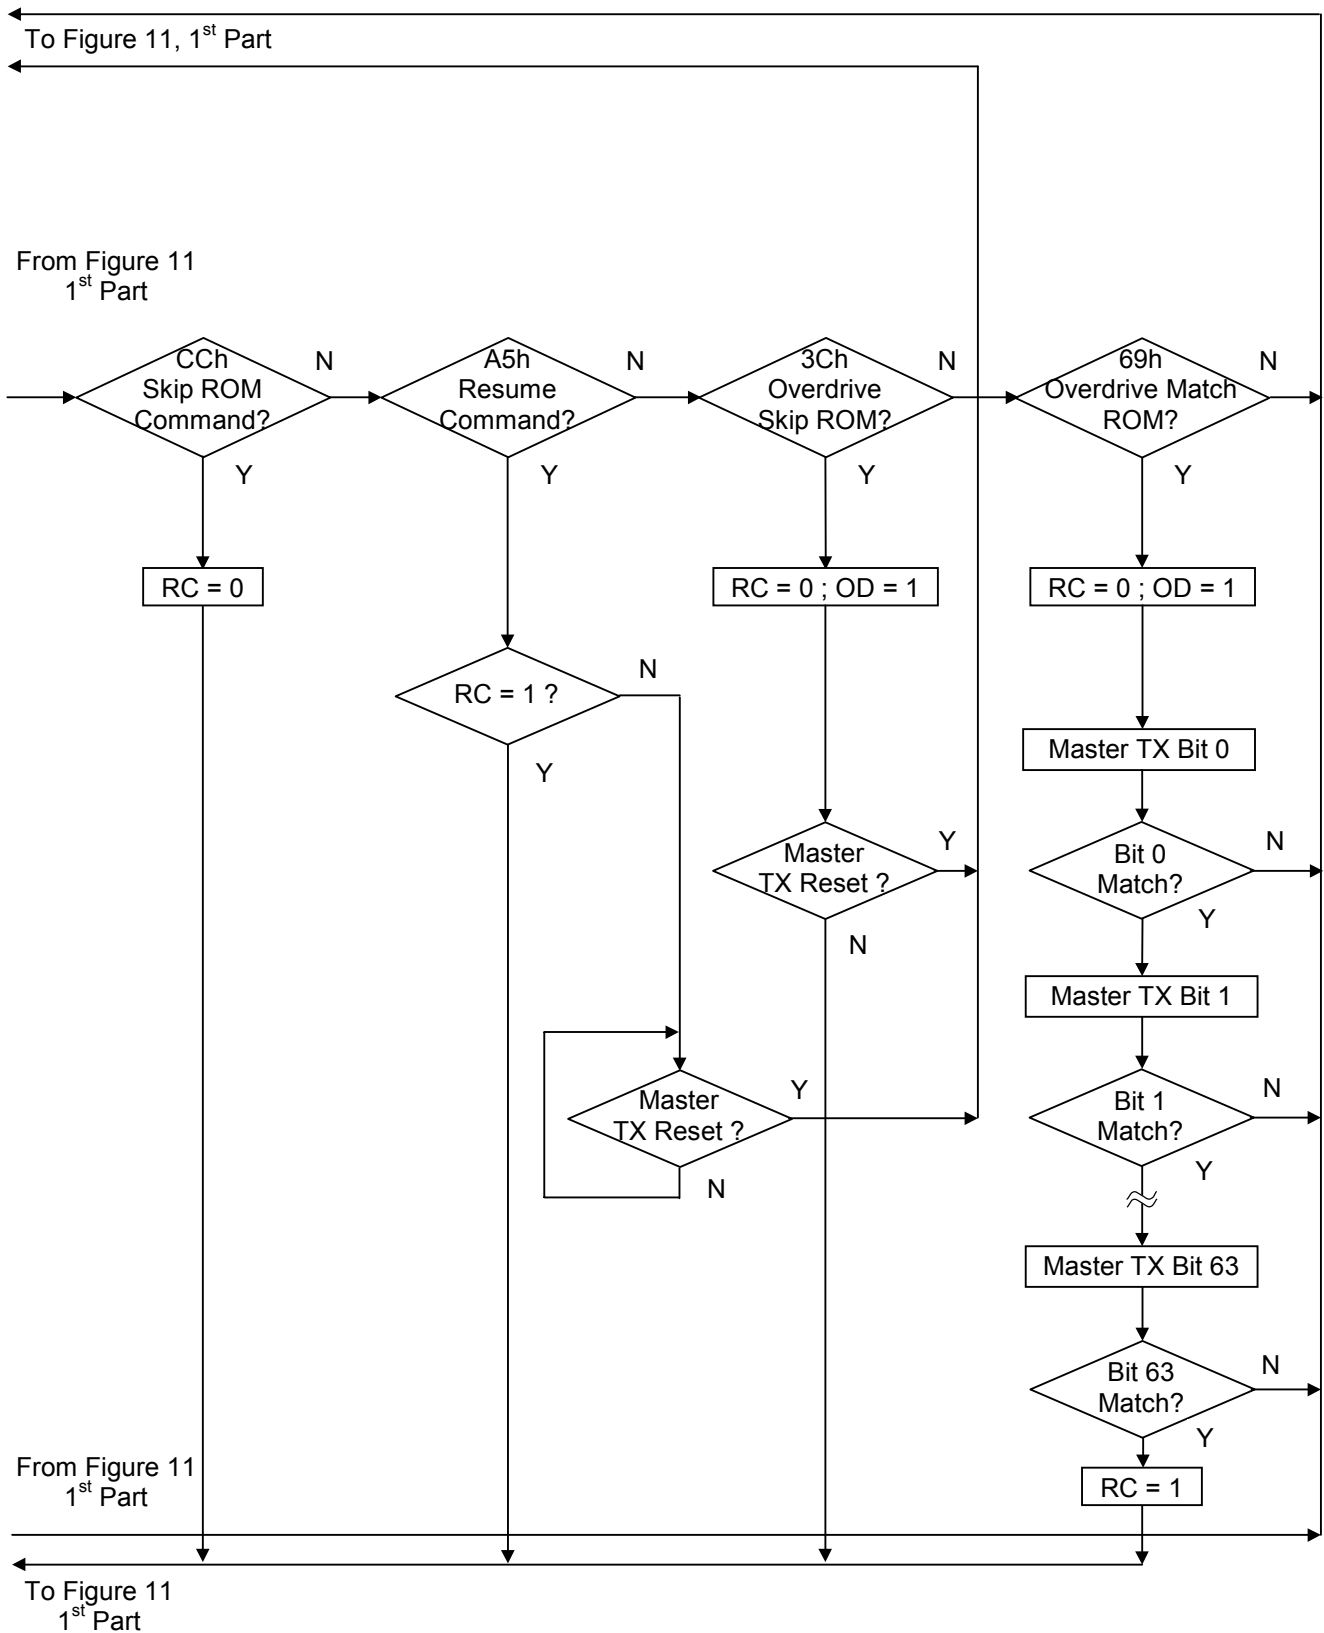 To Figure 11, 1st Part
From Figure 11
1st Part
CCh
Skip ROM
Command?
N
Y
A5h
Resume
Command?
N
Y
3Ch
Overdrive
Skip ROM?
N
Y
69h
Overdrive Match
ROM?
N
Y
RC = 0
RC = 0 ; OD = 1
RC = 0 ; OD = 1
RC = 1 ?
N
Y
Master TX Bit 0
Master
TX Reset ?
Y
N
Bit 0
Match?
N
Y
Master TX Bit 1
Master
TX Reset ?
Y
N
Bit 1
Match?
N
Y
Master TX Bit 63
Bit 63
Match?
N
Y
RC = 1
From Figure 11
1st Part
To Figure 11
1st Part